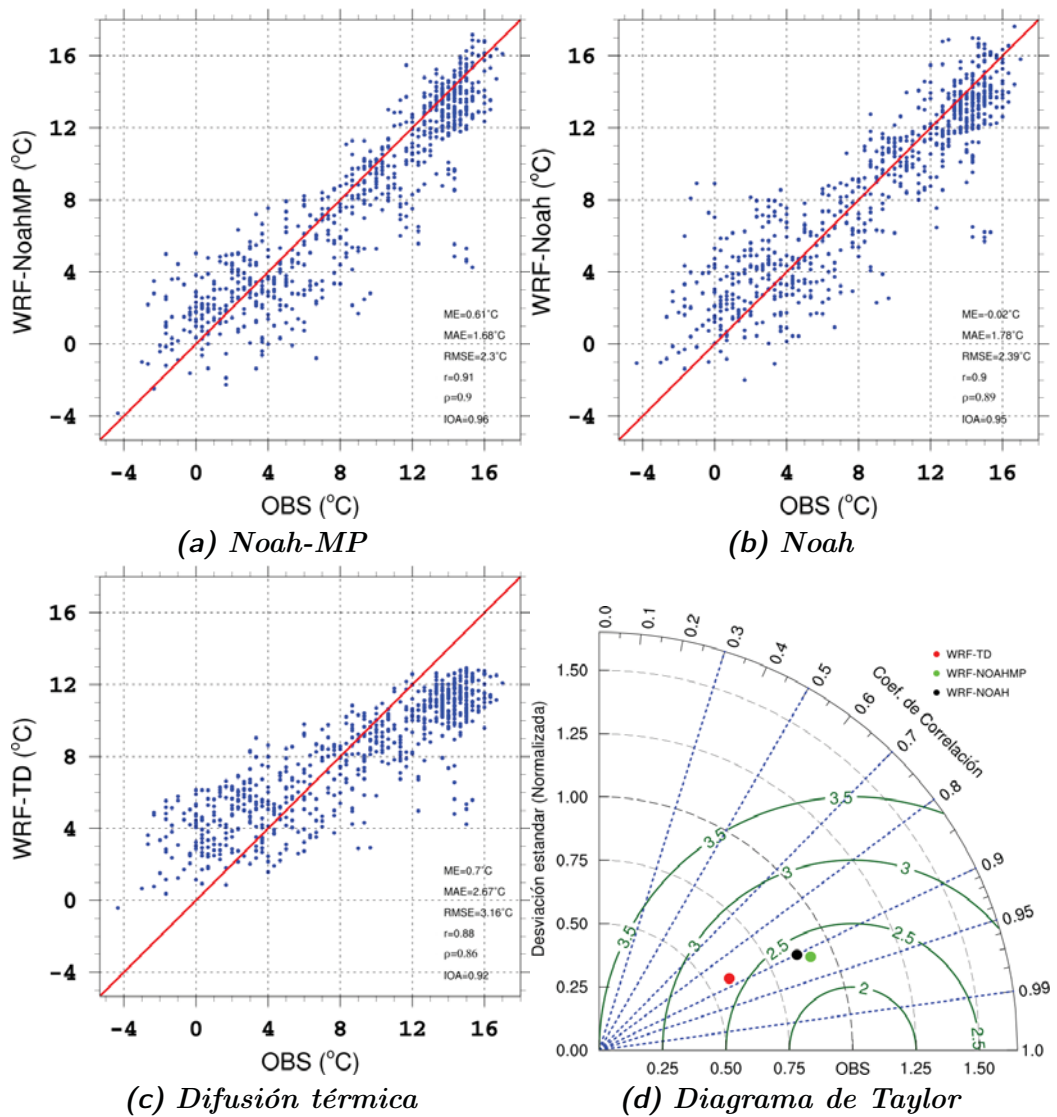 WRF-NoahMP (°C)
16
12
8
4
0
-4
ME=0.61°C
MAE=1.68°C
RMSE=2.3°C
r=0.91
ρ=0.9
IOA=0.96
-4 0 4 8 12 16
OBS (°C)
(a) Noah-MP
WRF-Noah (°C)
16
12
8
4
0
-4
ME=-0.02°C
MAE=1.78°C
RMSE=2.39°C
r=0.9
ρ=0.89
IOA=0.95
-4 0 4 8 12 16
OBS (°C)
(b) Noah
WRF-TD (°C)
16
12
8
4
0
-4
ME=0.7°C
MAE=2.67°C
RMSE=3.16°C
r=0.88
ρ=0.86
IOA=0.92
-4 0 4 8 12 16
OBS (°C)
(c) Difusión térmica
Desviación estandar (Normalizada)
1.50
1.25
1.00
0.75
0.50
0.25
0.00
0.0
0.1
0.2
0.3
0.4
0.5
0.6
0.7
0.8
0.9
0.95
0.99
1.0
Coef. de Correlación
WRF-TD
WRF-NOAHMP
WRF-NOAH
3.5
3.5
3.5
3
3
3
2.5
2.5
2.5
2
0.25 0.50 0.75 OBS 1.25 1.50
(d) Diagrama de Taylor